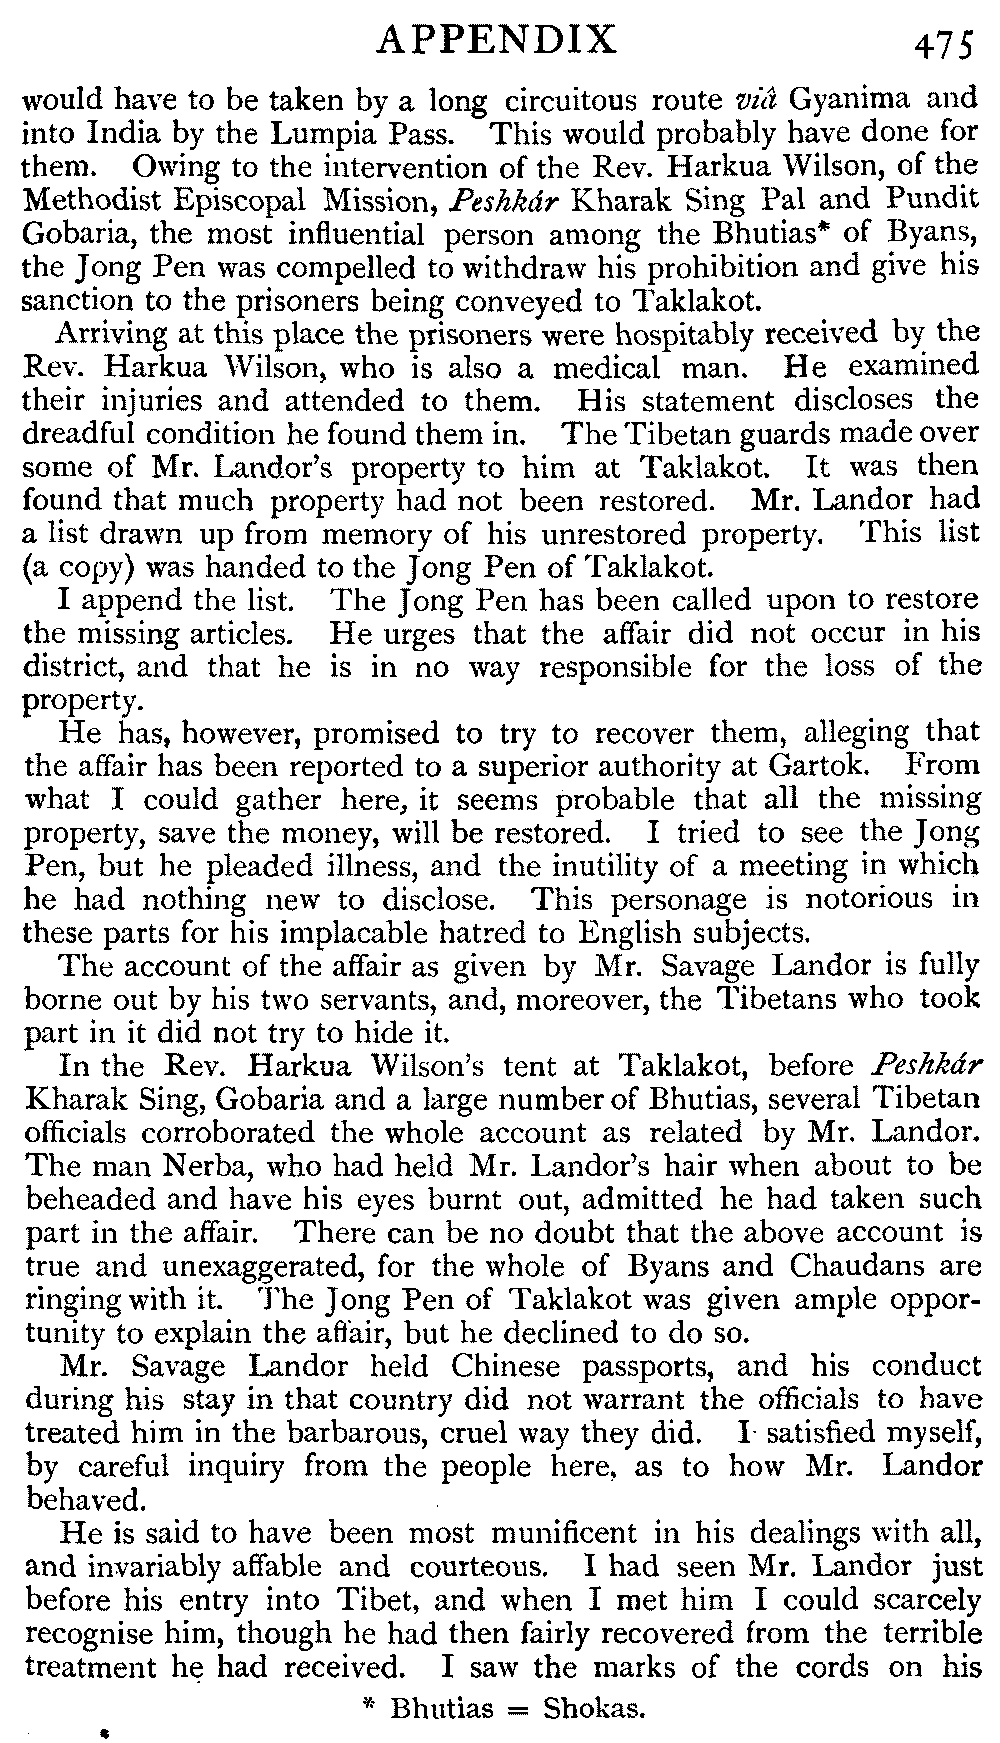 APPENDIX 475
would have to be taken by a long circuitous route viâ Gyanima and
into India by the Lumpia Pass. This would probably have done for
them. Owing to the intervention of the Rev. Harkua Wilson, of the
Methodist Episcopal Mission, Peshkár Kharak Sing Pal and Pundit
Gobaria, the most influential person among the Bhutias* of Byans,
the Jong Pen was compelled to withdraw his prohibition and give his
sanction to the prisoners being conveyed to Taklakot.
Arriving at this place the prisoners were hospitably received by the
Rev. Harkua Wilson, who is also a medical man. He examined
their injuries and attended to them. His statement discloses the
dreadful condition he found them in. The Tibetan guards made over
some of Mr. Landor's property to him at Taklakot. It was then
found that much property had not been restored. Mr. Landor had
a list drawn up from memory of his unrestored property. This list
(a copy) was handed to the Jong Pen of Taklakot.
I append the list. The Jong Pen has been called upon to restore
the missing articles. He urges that the affair did not occur in his
district, and that he is in no way responsible for the loss of the
property.
He has, however, promised to try to recover them, alleging that
the affair has been reported to a superior authority at Gartok. From
what I could gather here, it seems probable that all the missing
property, save the money, will be restored. I tried to see the Jong
Pen, but he pleaded illness, and the inutility of a meeting in which
he had nothing new to disclose. This personage is notorious in
these parts for his implacable hatred to English subjects.
The account of the affair as given by Mr. Savage Landor is fully
borne out by his two servants, and, moreover, the Tibetans who took
part in it did not try to hide it.
In the Rev. Harkua Wilson's tent at Taklakot, before Peshkár
Kharak Sing, Gobaria and a large number of Bhutias, several Tibetan
officials corroborated the whole account as related by Mr. Landor.
The man Nerba, who had held Mr. Landor's hair when about to be
beheaded and have his eyes burnt out, admitted he had taken such
part in the affair. There can be no doubt that the above account is
true and unexaggerated, for the whole of Byans and Chaudans are
ringing with it. The Jong Pen of Taklakot was given ample oppor-
tunity to explain the affair, but he declined to do so.
Mr. Savage Landor held Chinese passports, and his conduct
during his stay in that country did not warrant the officials to have
treated him in the barbarous, cruel way they did. I satisfied myself,
by careful inquiry from the people here, as to how Mr. Landor
behaved.
He is said to have been most munificent in his dealings with all,
and invariably affable and courteous. I had seen Mr. Landor just
before his entry into Tibet, and when I met him I could scarcely
recognise him, though he had then fairly recovered from the terrible
treatment he had received. I saw the marks of the cords on his
* Bhutias = Shokas.